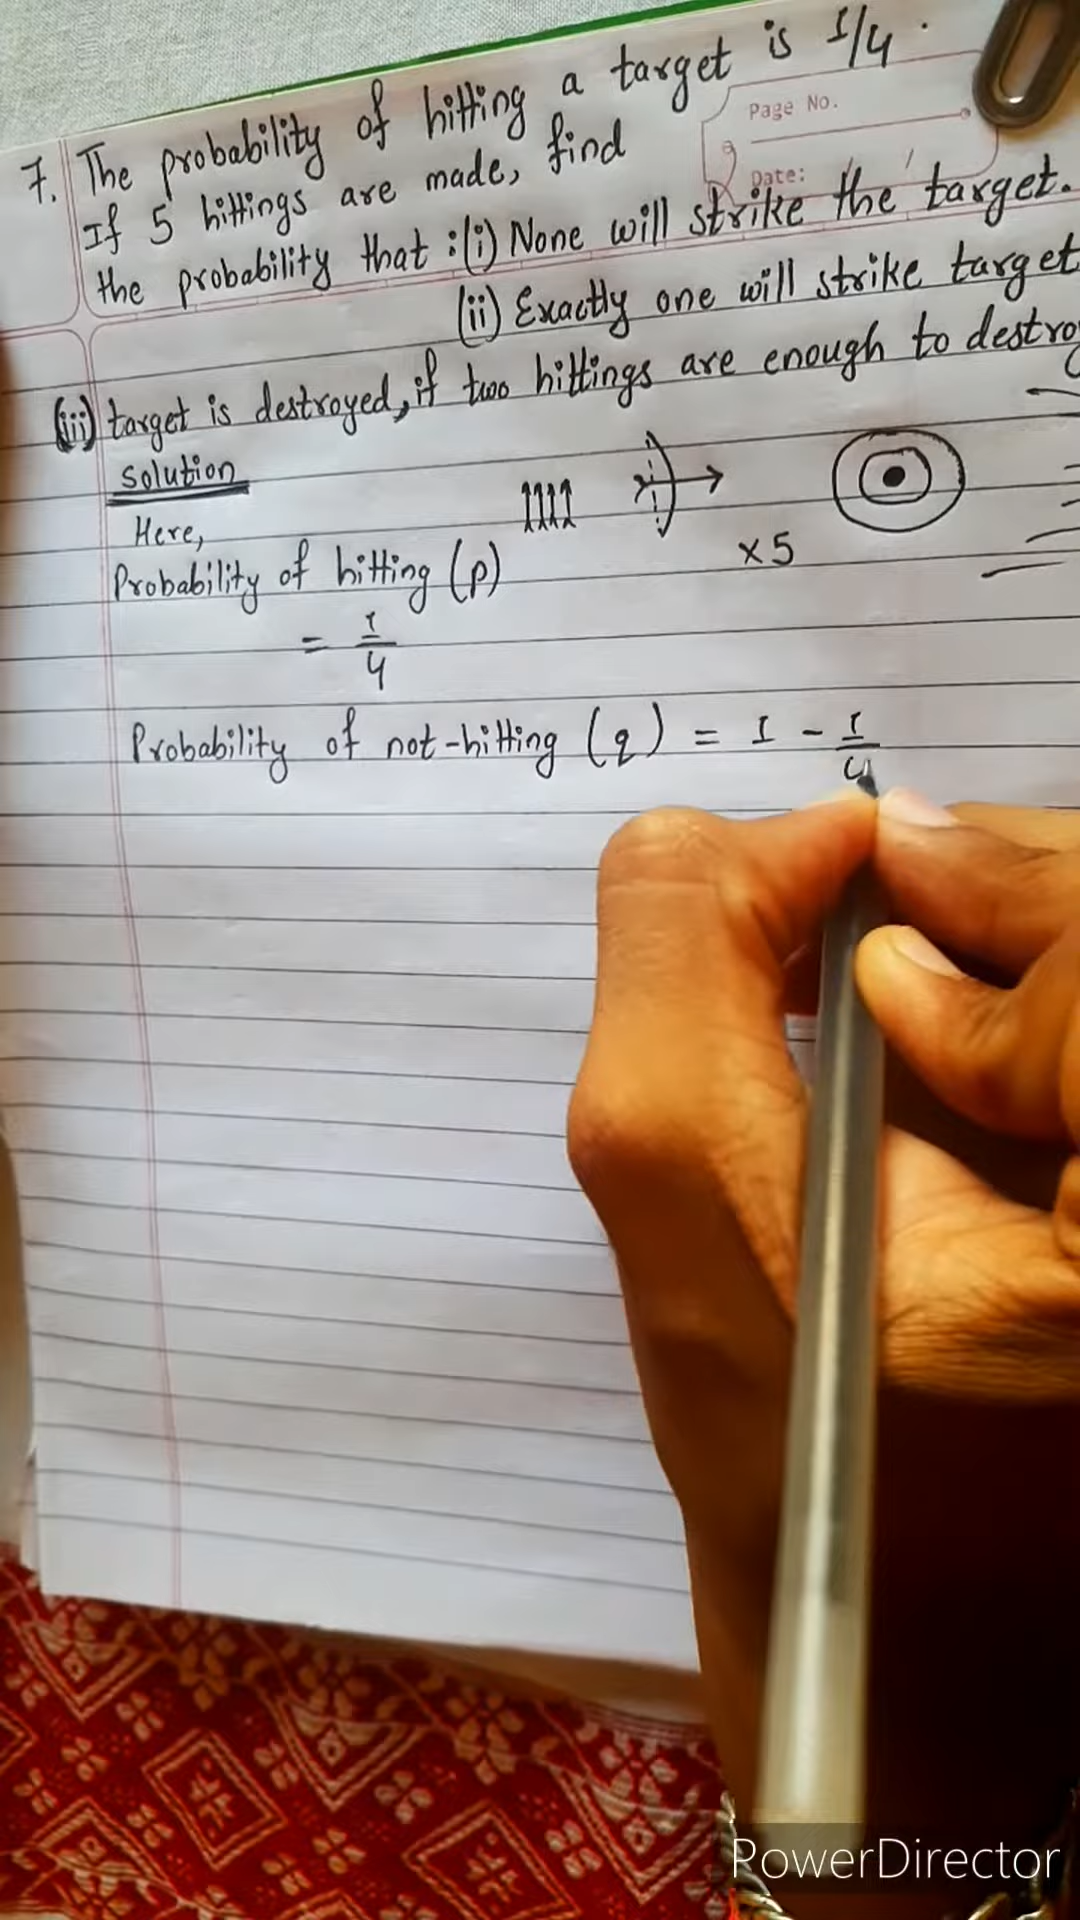 7. The probability of hitting a target is 1/4.
Page No.
If 5 hittings are made, find
Date:
the probability that :(i) None will strike the target.
(ii) Exactly one will strike target
(iii) target is destroyed, if two hittings are enough to destroy
Solution
Here,
×5
Probability of hitting (p)
= 1/4
Probability of not-hitting (q) = 1 - 1/4
PowerDirector